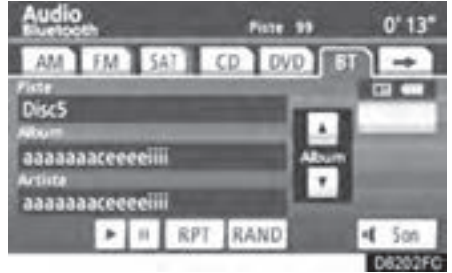 Audio
Bluetooth Piste 99 0'13"
AM FM SAT CD DVD BT
Piste
Disc5
Album
aaaaaaaceeeeiiii
Album
Artiste
aaaaaaaceeeeiiii
RPT RAND Son
D8202FC